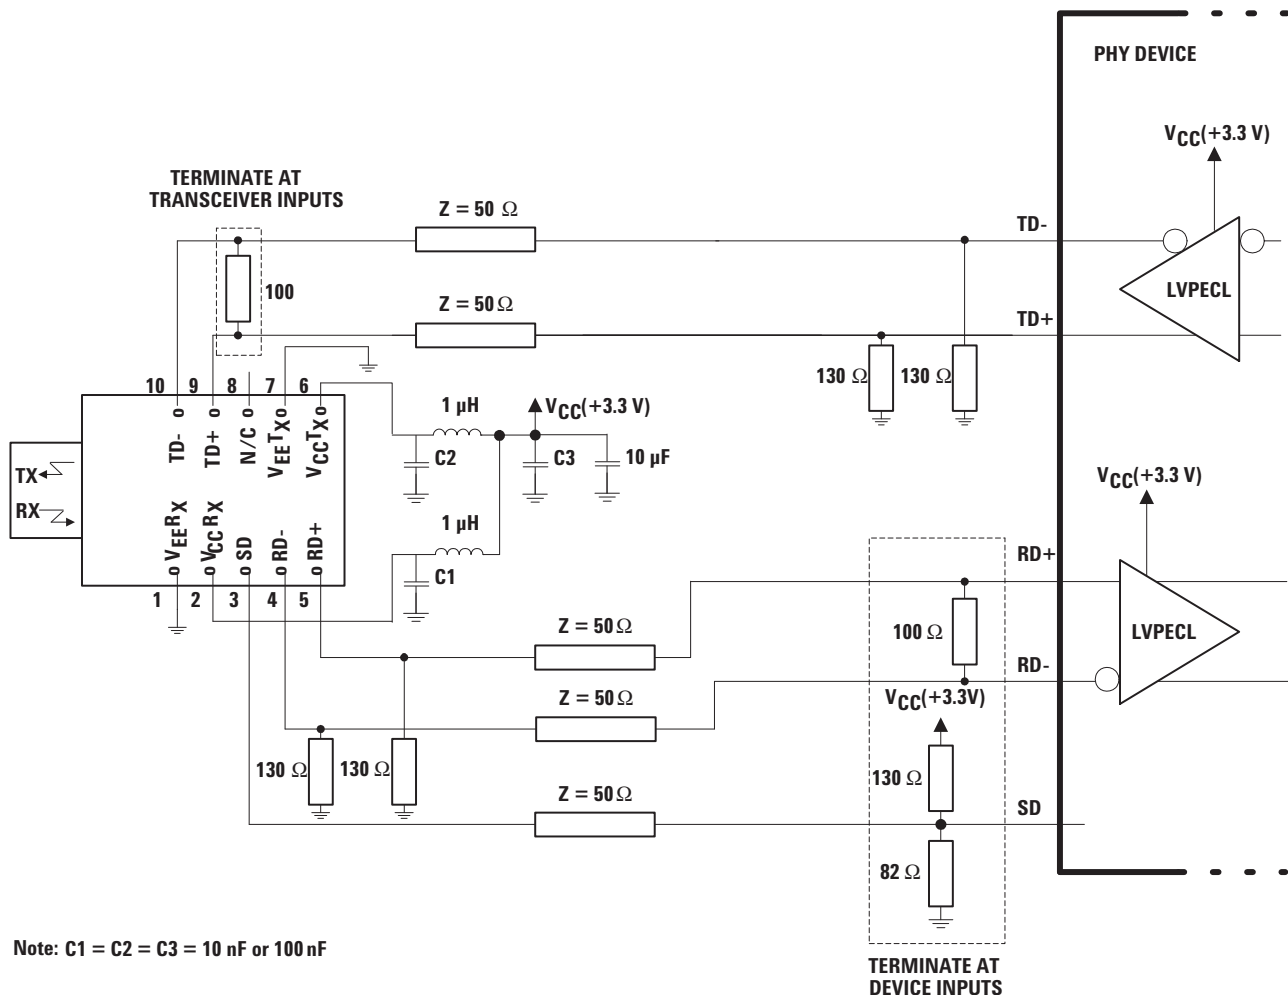 PHY DEVICE
VCC(+3.3 V)
TERMINATE AT
TRANSCEIVER INPUTS
Z = 50 Ω
TD-
LVPECL
100
Z = 50 Ω
TD+
130 Ω
130 Ω
10
9
8
7
6
TD-
TD+
N/C
VEETX
VCCTX
1 µH
VCC(+3.3 V)
C2
C3
10 µF
TX
RX
VEERX
VCCRX
SD
RD-
RD+
1 µH
C1
1
2
3
4
5
VCC(+3.3 V)
RD+
LVPECL
100 Ω
RD-
Z = 50 Ω
Z = 50 Ω
VCC(+3.3V)
130 Ω
130 Ω
130 Ω
Z = 50 Ω
SD
82 Ω
Note: C1 = C2 = C3 = 10 nF or 100 nF
TERMINATE AT
DEVICE INPUTS